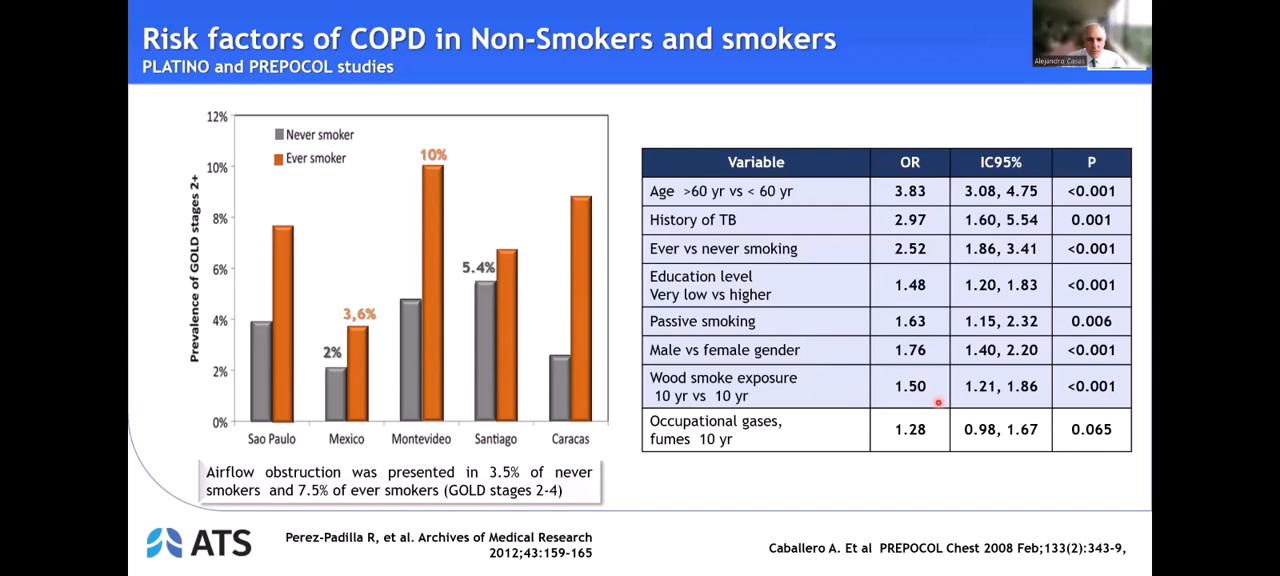 Risk factors of COPD in Non-Smokers and smokers
PLATINO and PREPOCOL studies
Alejandro Casas
12%
10%
8%
6%
4%
2%
0%
Prevalence of GOLD stages 2+
Never smoker
Ever smoker
2%
3,6%
10%
5.4%
Sao Paulo Mexico Montevideo Santiago Caracas
Airflow obstruction was presented in 3.5% of never
smokers and 7.5% of ever smokers (GOLD stages 2-4)
Variable OR IC95% P
Age >60 yr vs < 60 yr 3.83 3.08, 4.75 <0.001
History of TB 2.97 1.60, 5.54 0.001
Ever vs never smoking 2.52 1.86, 3.41 <0.001
Education level
Very low vs higher 1.48 1.20, 1.83 <0.001
Passive smoking 1.63 1.15, 2.32 0.006
Male vs female gender 1.76 1.40, 2.20 <0.001
Wood smoke exposure
10 yr vs 10 yr 1.50 1.21, 1.86 <0.001
Occupational gases,
fumes 10 yr 1.28 0.98, 1.67 0.065
ATS
Perez-Padilla R, et al. Archives of Medical Research
2012;43:159-165
Caballero A. Et al PREPOCOL Chest 2008 Feb;133(2):343-9,